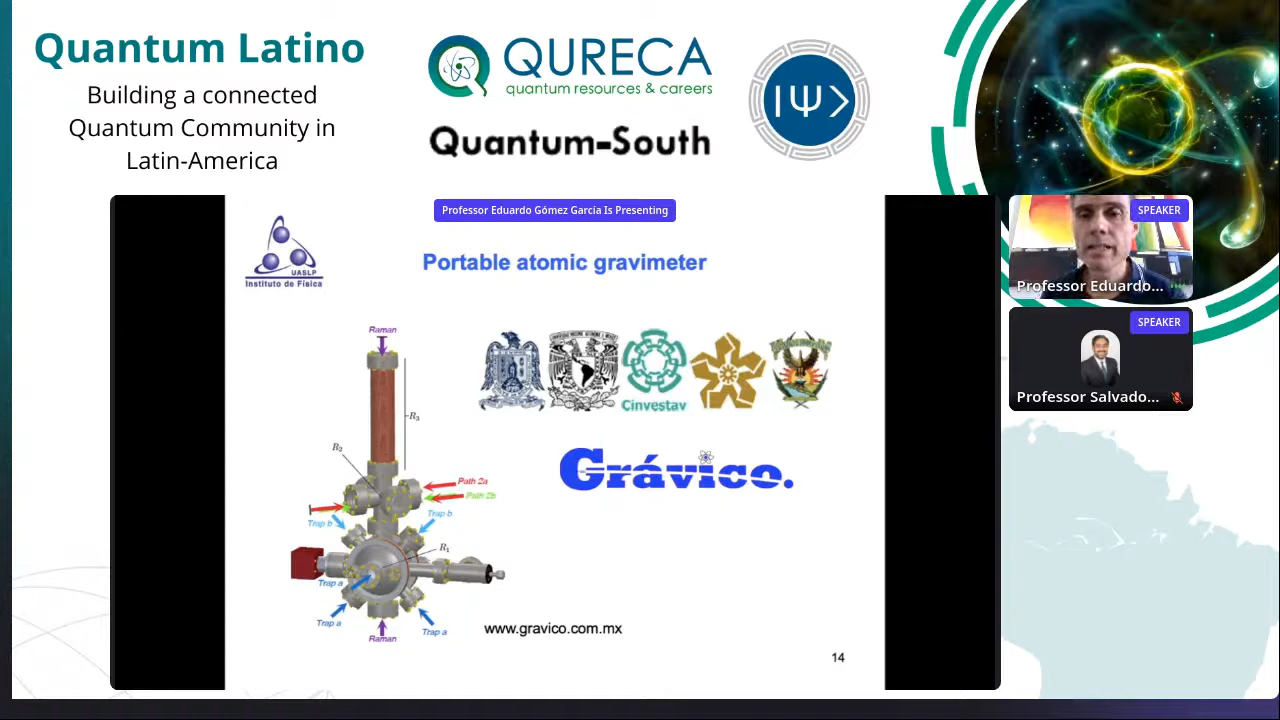 Quantum Latino
Building a connected
Quantum Community in
Latin-America
QURECA
quantum resources & careers
Quantum-South
|Ψ>
Professor Eduardo Gómez García Is Presenting
UASLP
Instituto de Física
Portable atomic gravimeter
Raman
R3
R2
Path 2a
Path 2b
Trap b
Trap b
R1
Trap a
Trap a
Trap a
Raman
Cinvestav
Grávico.
www.gravico.com.mx
14
SPEAKER
Professor Eduardo...
SPEAKER
Professor Salvado...